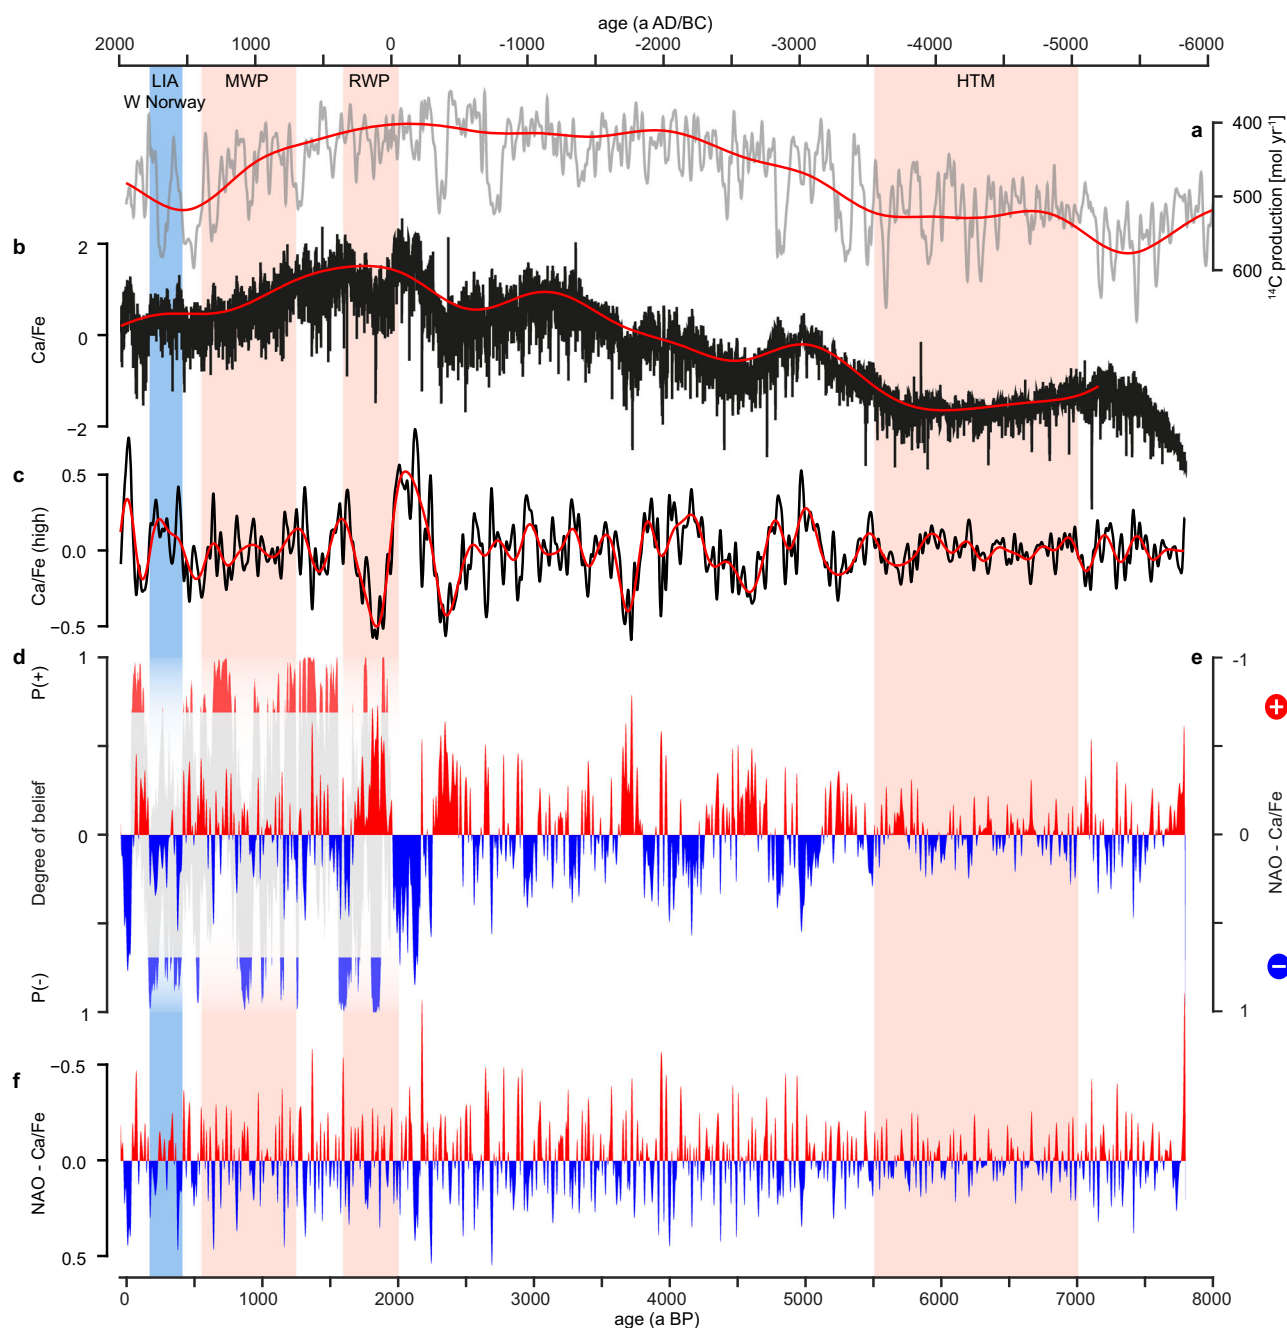 age (a AD/BC)
2000 1000 0 -1000 -2000 -3000 -4000 -5000 -6000
LIA MWP RWP HTM
W Norway
a
400
500
600
¹⁴C production [mol yr⁻¹]
b
2
0
−2
Ca/Fe
c
0.5
0.0
−0.5
Ca/Fe (high)
d
1
0
1
P(+)
Degree of belief
P(-)
e
-1
0
1
NAO - Ca/Fe
+
−
f
−0.5
0.0
0.5
NAO - Ca/Fe
0 1000 2000 3000 4000 5000 6000 7000 8000
age (a BP)